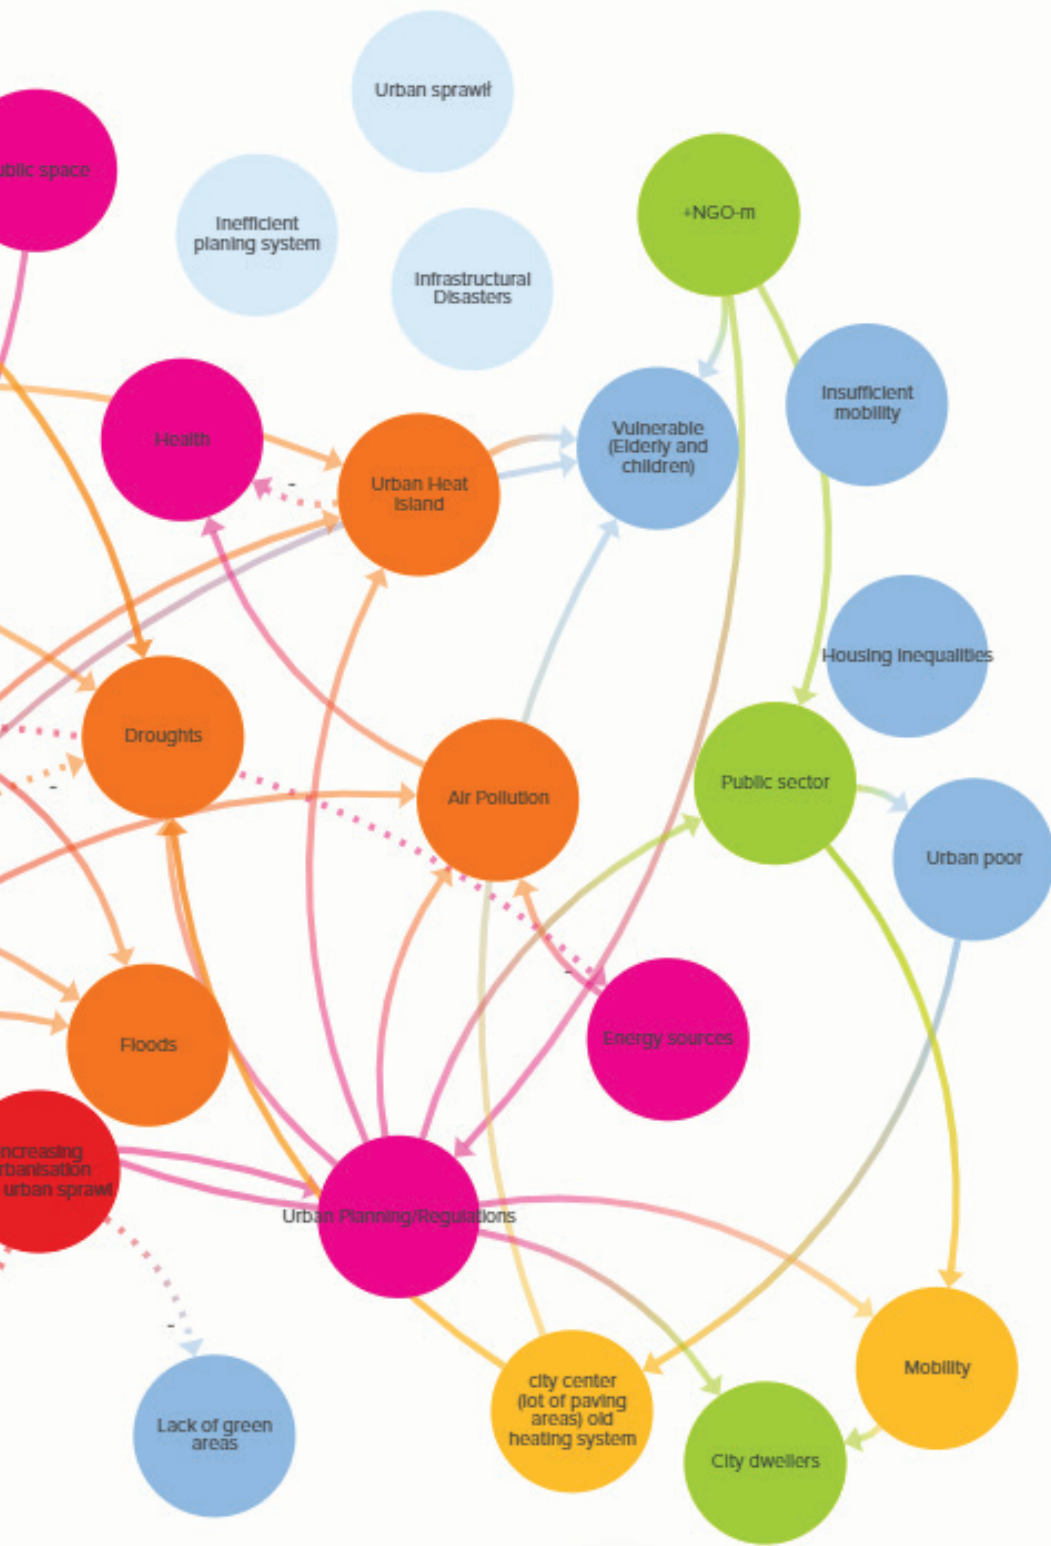 Urban sprawl
ublic space
+NGO-m
Inefficient
planing system
Infrastructural
Disasters
Insufficient
mobility
Health
Vulnerable
(Elderly and
children)
Urban Heat
Island
-
Housing Inequalities
Droughts
-
Public sector
Air Pollution
Urban poor
-
Energy sources
Floods
ncreasing
rbanisation
urban sprawl
Urban Planning/Regulations
-
Mobility
city center
(lot of paving
areas) old
heating system
Lack of green
areas
City dwellers